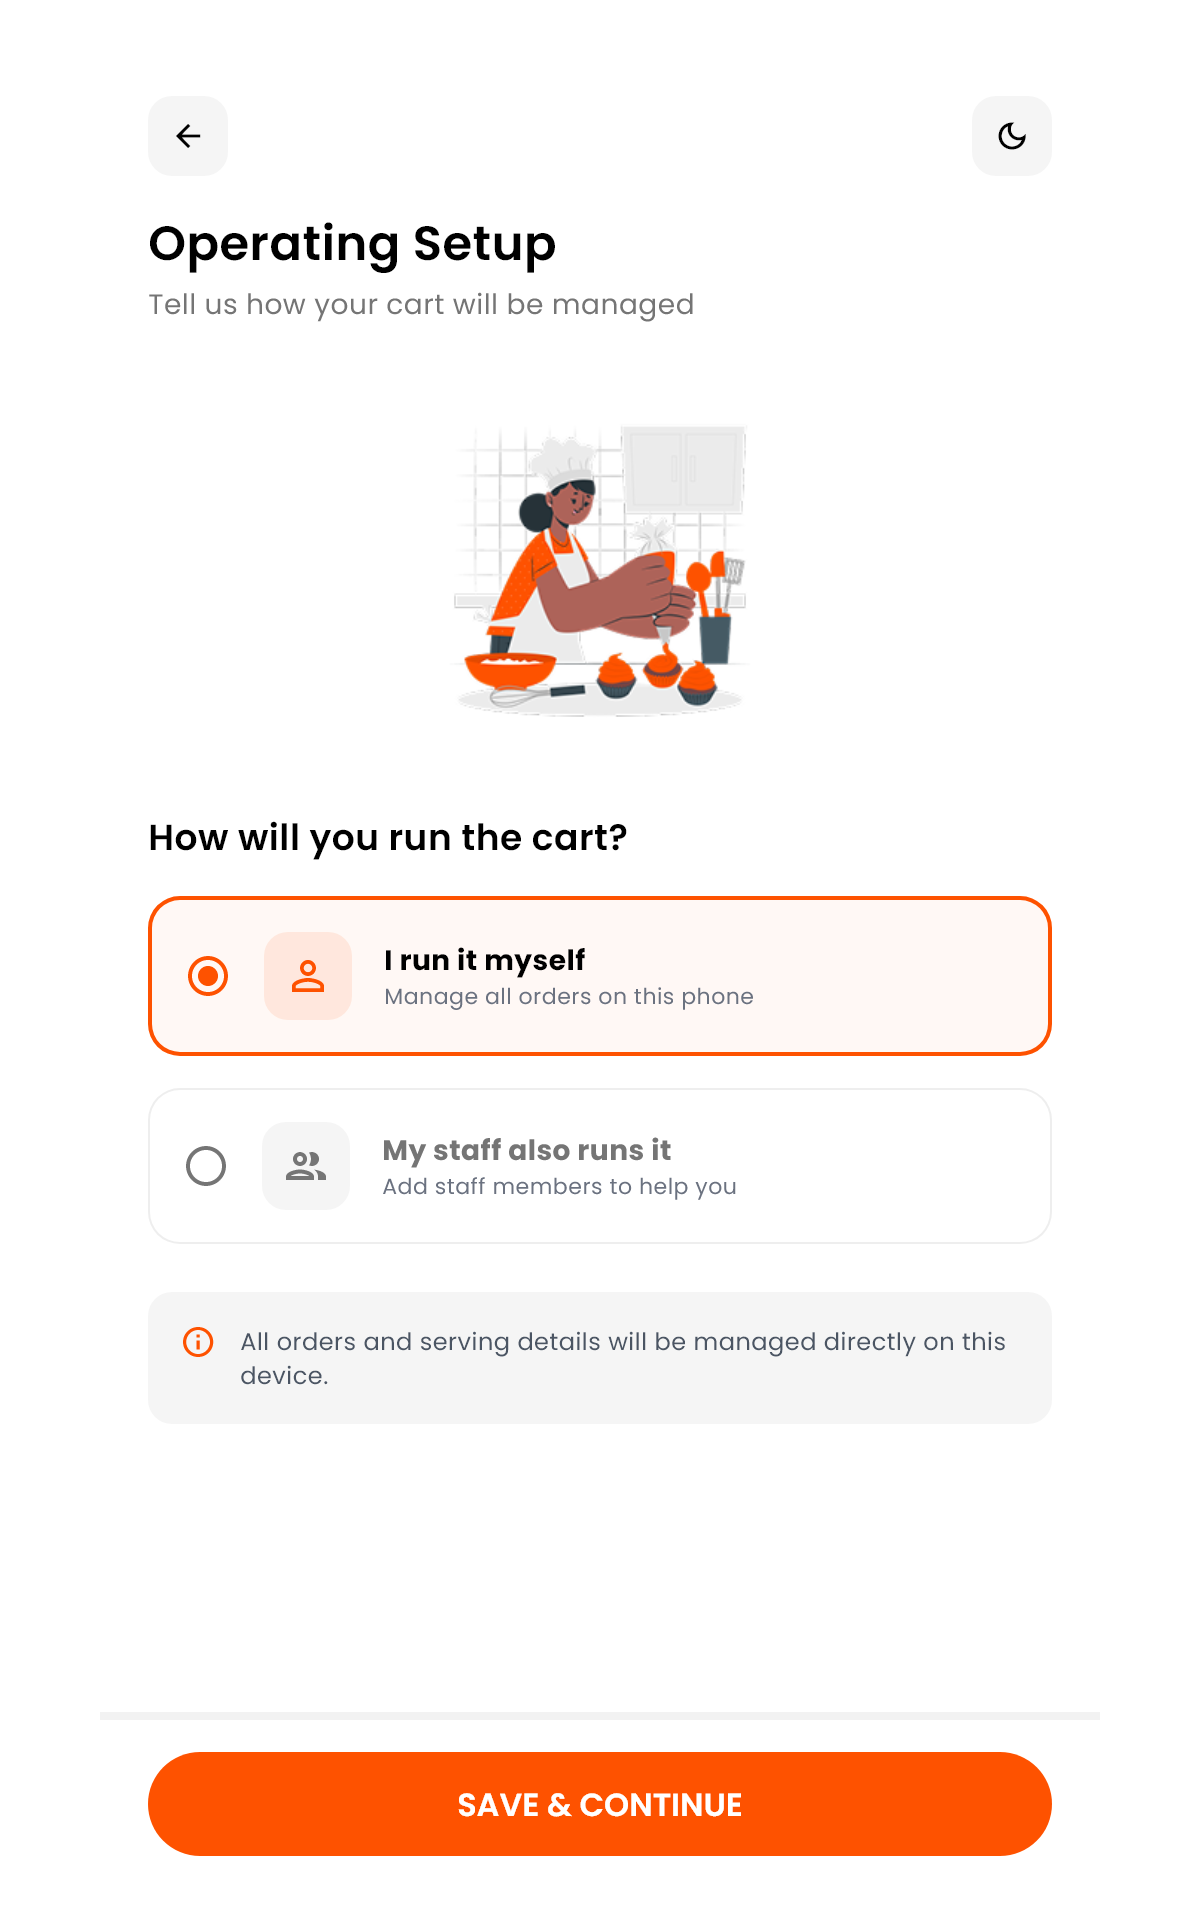 Operating Setup
Tell us how your cart will be managed
How will you run the cart?
I run it myself
Manage all orders on this phone
My staff also runs it
Add staff members to help you
All orders and serving details will be managed directly on this
device.
SAVE & CONTINUE